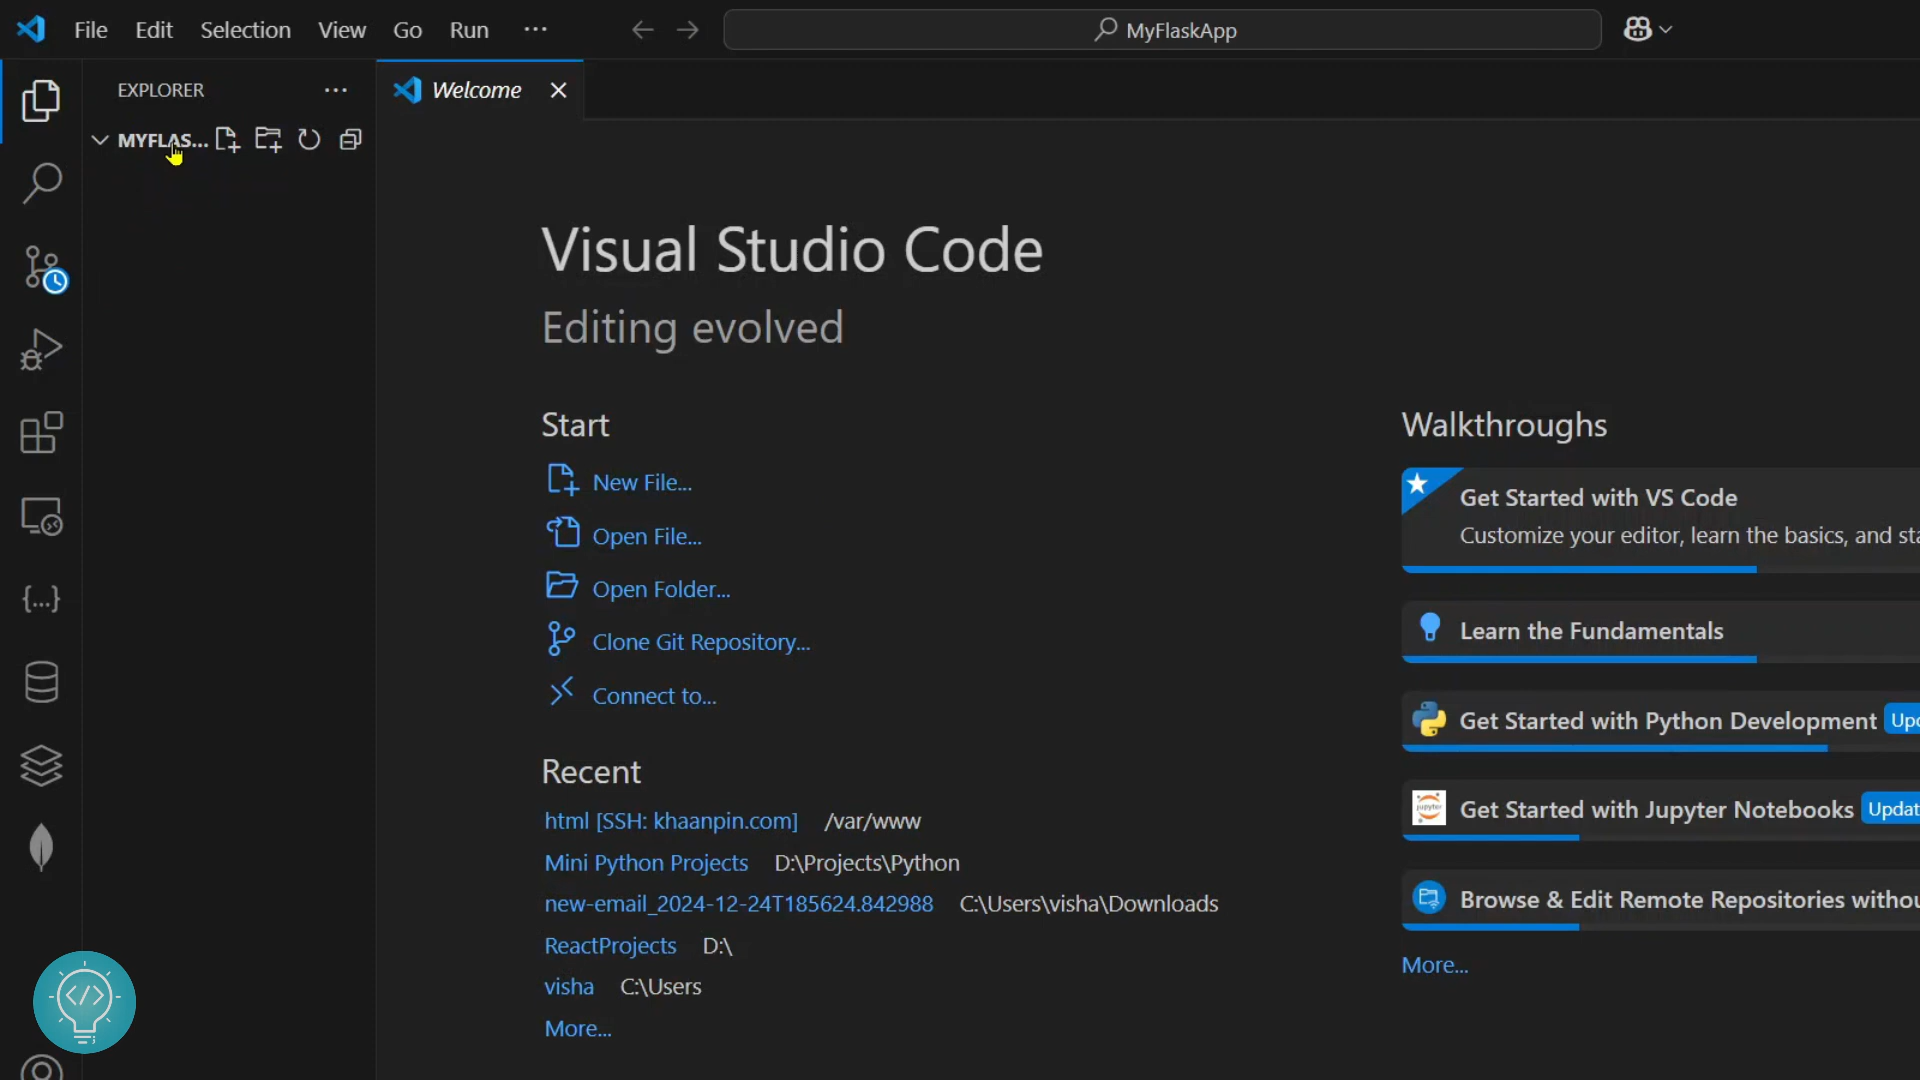 File Edit Selection View Go Run ...
MyFlaskApp
EXPLORER ...
Welcome
MYFLAS...
Visual Studio Code
Editing evolved
Start
New File...
Open File...
Open Folder...
Clone Git Repository...
Connect to...
Recent
html [SSH: khaanpin.com] /var/www
Mini Python Projects D:\Projects\Python
new-email_2024-12-24T185624.842988 C:\Users\visha\Downloads
ReactProjects D:\
visha C:\Users
More...
Walkthroughs
Get Started with VS Code
Customize your editor, learn the basics, and sta
Learn the Fundamentals
Get Started with Python Development Upd
Get Started with Jupyter Notebooks Updat
Browse & Edit Remote Repositories withou
More...